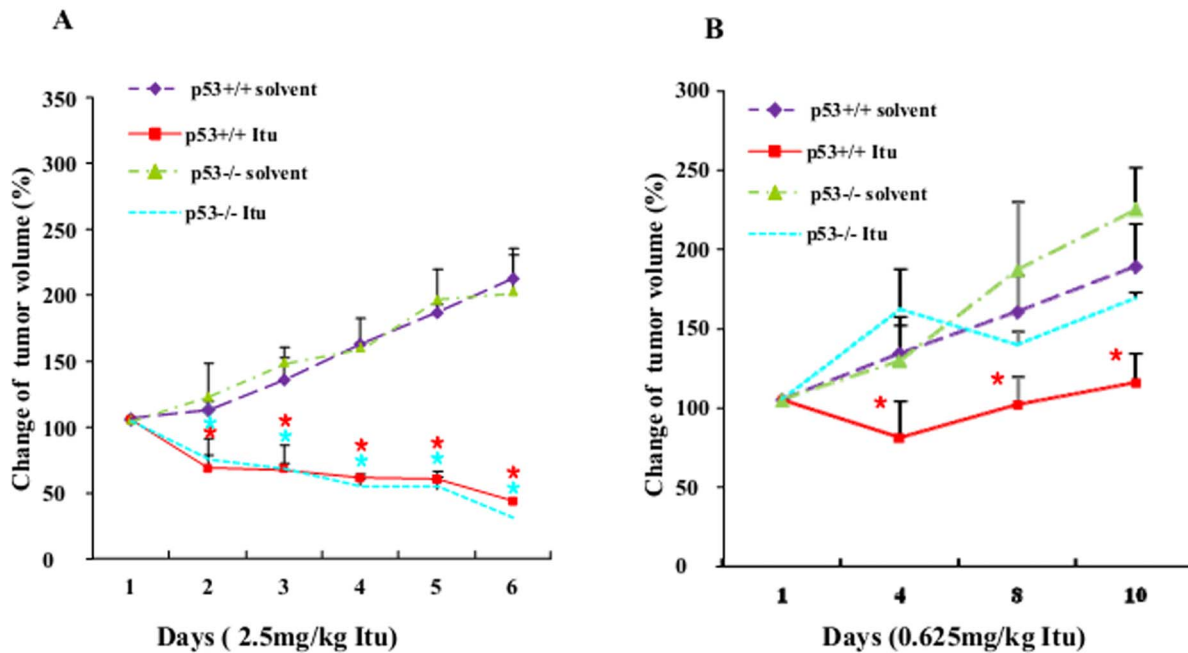 A
p53+/+ solvent
p53+/+ Itu
p53-/- solvent
p53-/- Itu
Change of tumor volume (%)
350
300
250
200
150
100
50
0
1 2 3 4 5 6
Days ( 2.5mg/kg Itu)
B
p53+/+ solvent
p53+/+ Itu
p53-/- solvent
p53-/- Itu
Change of tumor volume (%)
300
250
200
150
100
50
0
1 4 8 10
Days (0.625mg/kg Itu)